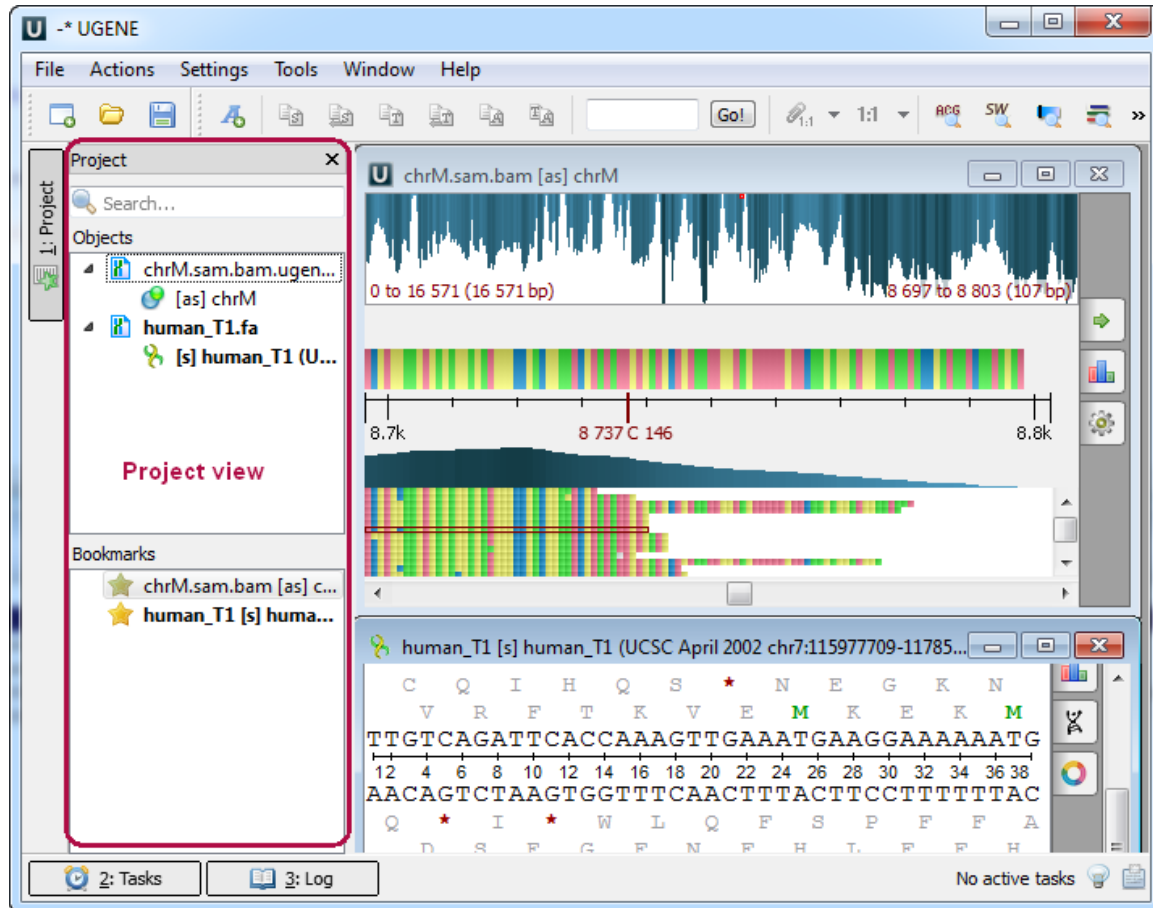 -* UGENE
File Actions Settings Tools Window Help
Go! 1:1 1:1 ACG SW »
1: Project
Project
Search...
Objects
chrM.sam.bam.ugen...
[as] chrM
human_T1.fa
[s] human_T1 (U...
Project view
Bookmarks
chrM.sam.bam [as] c...
human_T1 [s] huma...
chrM.sam.bam [as] chrM
0 to 16 571 (16 571 bp) 8 697 to 8 803 (107 bp)
8.7k 8 737 C 146 8.8k
human_T1 [s] human_T1 (UCSC April 2002 chr7:115977709-11785...
C Q I H Q S * N E G K N
V R F T K V E M K E K M
TTGTCAGATTCACCAAAGTTGAAATGAAGGAAAAAATG
12 4 6 8 10 12 14 16 18 20 22 24 26 28 30 32 34 36 38
AACAGTCTAAGTGGTTTCAACTTTACTTCCTTTTTTAC
Q * I * W L Q F S P F F A
D S E G F N F H L F F H
2: Tasks 3: Log No active tasks